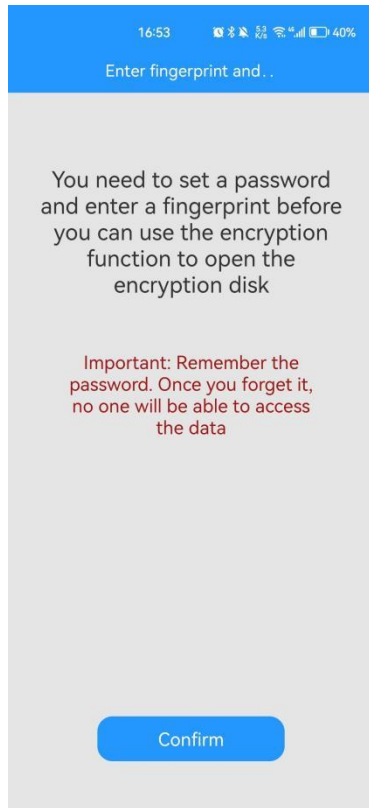 16:53 5.3 K/s 40%
Enter fingerprint and. .
You need to set a password
and enter a fingerprint before
you can use the encryption
function to open the
encryption disk
Important: Remember the
password. Once you forget it,
no one will be able to access
the data
Confirm